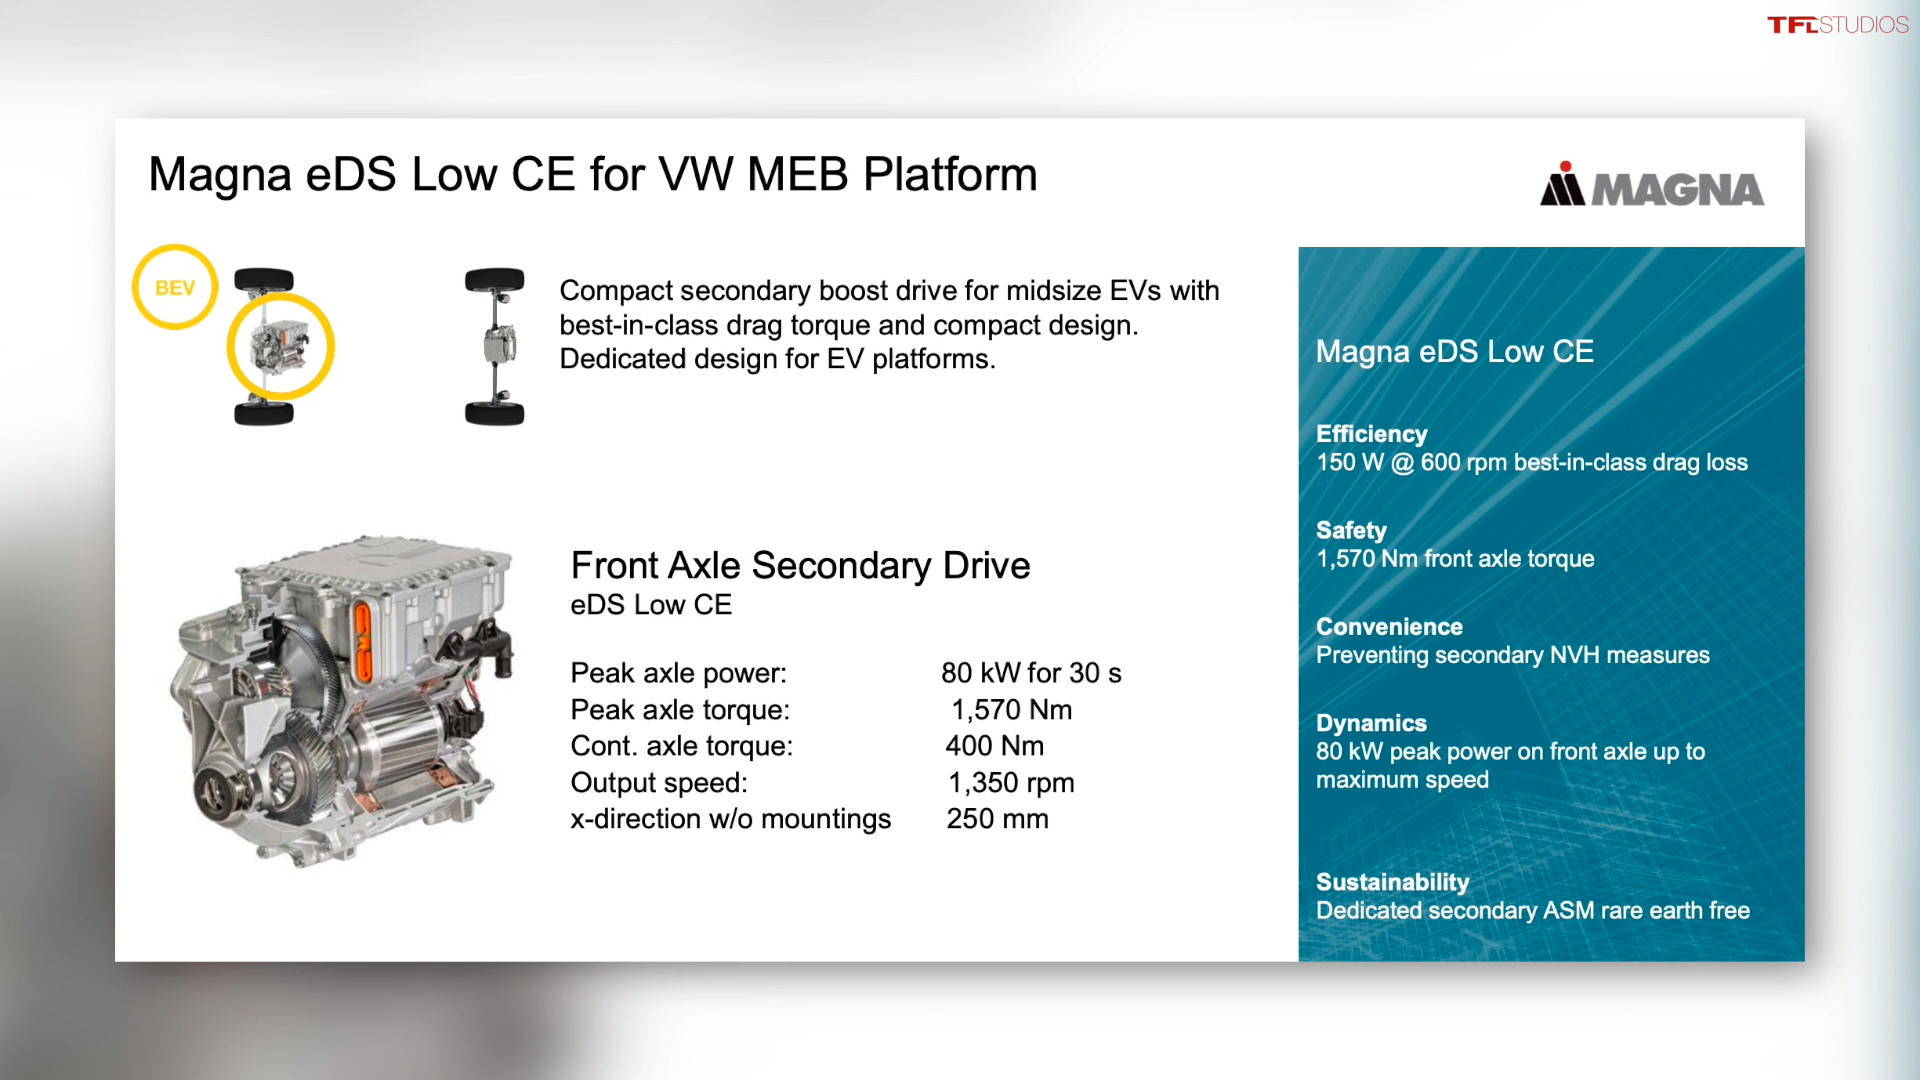 TFLSTUDIOS
Magna eDS Low CE for VW MEB Platform
MAGNA
BEV
Compact secondary boost drive for midsize EVs with
best-in-class drag torque and compact design.
Dedicated design for EV platforms.
Front Axle Secondary Drive
eDS Low CE
Peak axle power: 80 kW for 30 s
Peak axle torque: 1,570 Nm
Cont. axle torque: 400 Nm
Output speed: 1,350 rpm
x-direction w/o mountings 250 mm
Magna eDS Low CE
Efficiency
150 W @ 600 rpm best-in-class drag loss
Safety
1,570 Nm front axle torque
Convenience
Preventing secondary NVH measures
Dynamics
80 kW peak power on front axle up to
maximum speed
Sustainability
Dedicated secondary ASM rare earth free